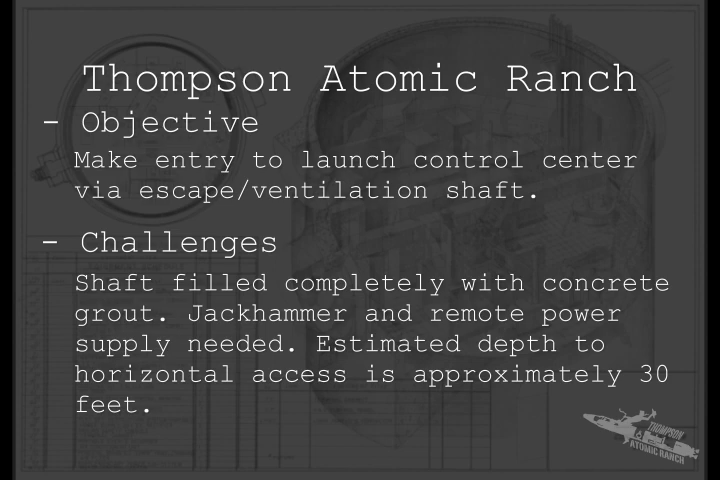 Thompson Atomic Ranch
- Objective
Make entry to launch control center
via escape/ventilation shaft.
- Challenges
Shaft filled completely with concrete
grout. Jackhammer and remote power
supply needed. Estimated depth to
horizontal access is approximately 30
feet.
THOMPSON
ATOMIC RANCH